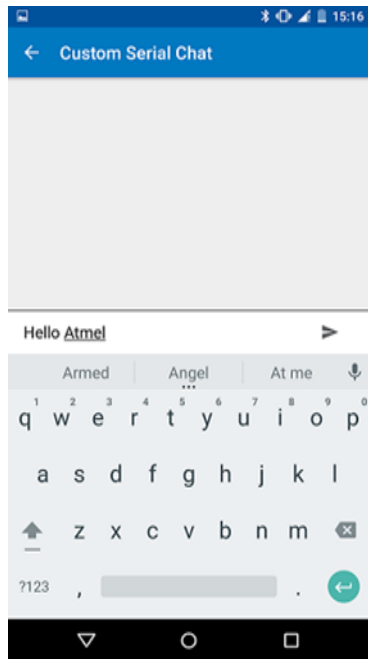 15:16
Custom Serial Chat
Hello Atmel
Armed Angel At me
1 2 3 4 5 6 7 8 9 0
q w e r t y u i o p
a s d f g h j k l
z x c v b n m
?123 , .